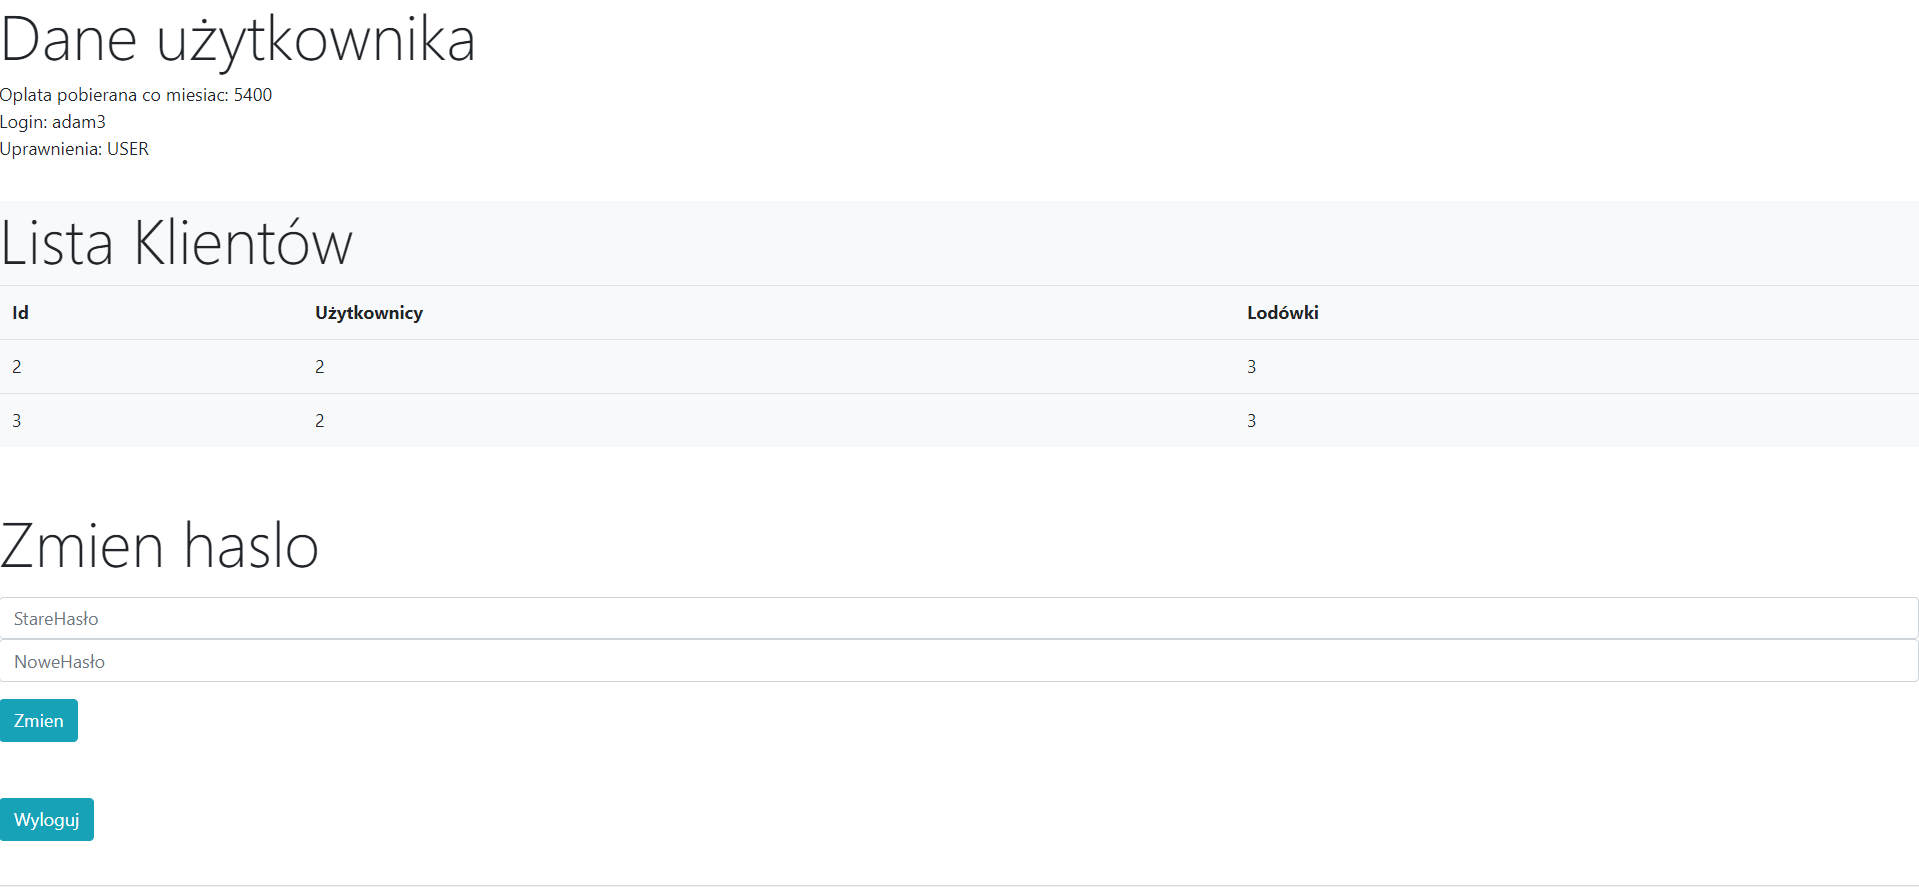 Dane użytkownika
Oplata pobierana co miesiac: 5400
Login: adam3
Uprawnienia: USER
Lista Klientów
Id Użytkownicy Lodówki
2 2 3
3 2 3
Zmien haslo
StareHasło
NoweHasło
Zmien
Wyloguj